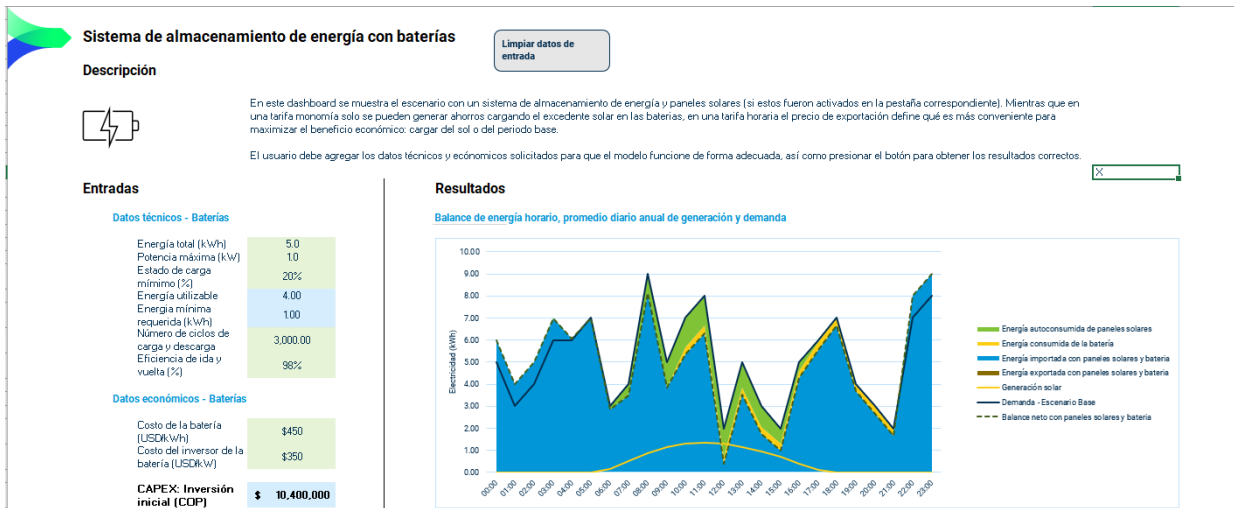 Sistema de almacenamiento de energía con baterías
Limpiar datos de
entrada
Descripción
En este dashboard se muestra el escenario con un sistema de almacenamiento de energía y paneles solares (si estos fueron activados en la pestaña correspondiente). Mientras que en
una tarifa monomía solo se pueden generar ahorros cargando el excedente solar en las baterias, en una tarifa horaria el precio de exportación define qué es más conveniente para
maximizar el beneficio económico: cargar del sol o del periodo base.
El usuario debe agregar los datos técnicos y ecónomicos solicitados para que el modelo funcione de forma adecuada, así como presionar el botón para obtener los resultados correctos.
X
Entradas
Datos técnicos - Baterías
Energía total (kWh) 5.0
Potencia máxima (kW) 1.0
Estado de carga
mímimo (%) 20%
Energía utilizable 4.00
Energia mínima
requerida (kWh) 1.00
Número de ciclos de
carga y descarga 3,000.00
Eficiencia de ida y
vuelta (%) 98%
Datos económicos - Baterías
Costo de la batería
(USD/kWh) $450
Costo del inversor de la
batería (USD/kW) $350
CAPEX: Inversión
inicial (COP) $ 10,400,000
Resultados
Balance de energía horario, promedio diario anual de generación y demanda
Electricidad (kWh)
10.00
9.00
8.00
7.00
6.00
5.00
4.00
3.00
2.00
1.00
0.00
00:00 01:00 02:00 03:00 04:00 05:00 06:00 07:00 08:00 09:00 10:00 11:00 12:00 13:00 14:00 15:00 16:00 17:00 18:00 19:00 20:00 21:00 22:00 23:00
Energía autoconsumida de paneles solares
Energía consumida de la batería
Energía importada con paneles solares y bateria
Energía exportada con paneles solares y bateria
Generación solar
Demanda - Escenario Base
Balance neto con paneles solares y bateria